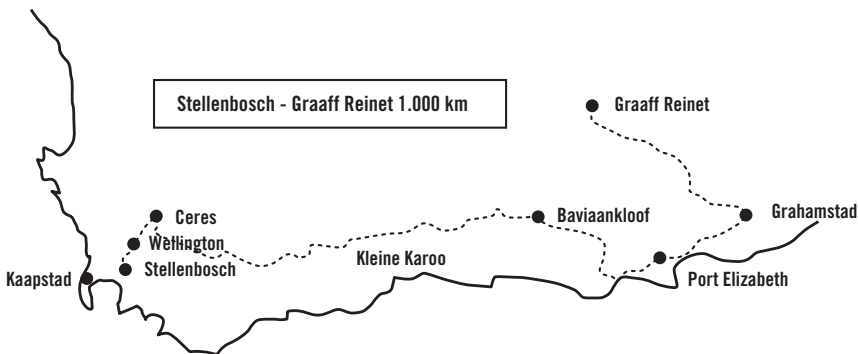 Stellenbosch - Graaff Reinet 1.000 km
Graaff Reinet
Ceres
Baviaankloof
Grahamstad
Wellington
Kleine Karoo
Stellenbosch
Kaapstad
Port Elizabeth